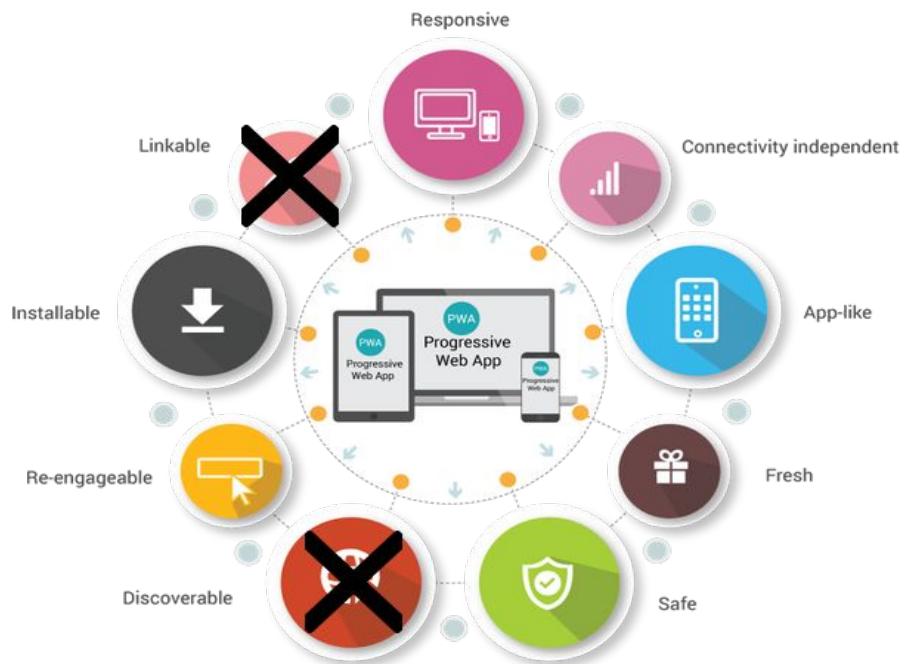 Responsive
Linkable
Connectivity independent
Installable
App-like
PWA
Progressive
Web App
PWA
Progressive
Web App
PWA
Progressive
Web App
Re-engageable
Fresh
Discoverable
Safe